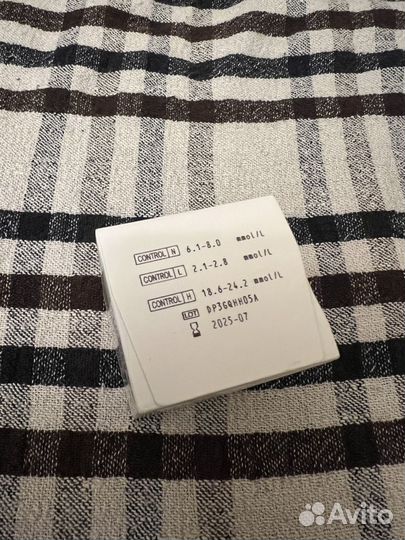 CONTROL N 6.1-8.0 mmol/L
CONTROL L 2.1-2.8 mmol/L
CONTROL H 18.6-24.2 mmol/L
LOT DP3GQHH05A
2025-07
Avito